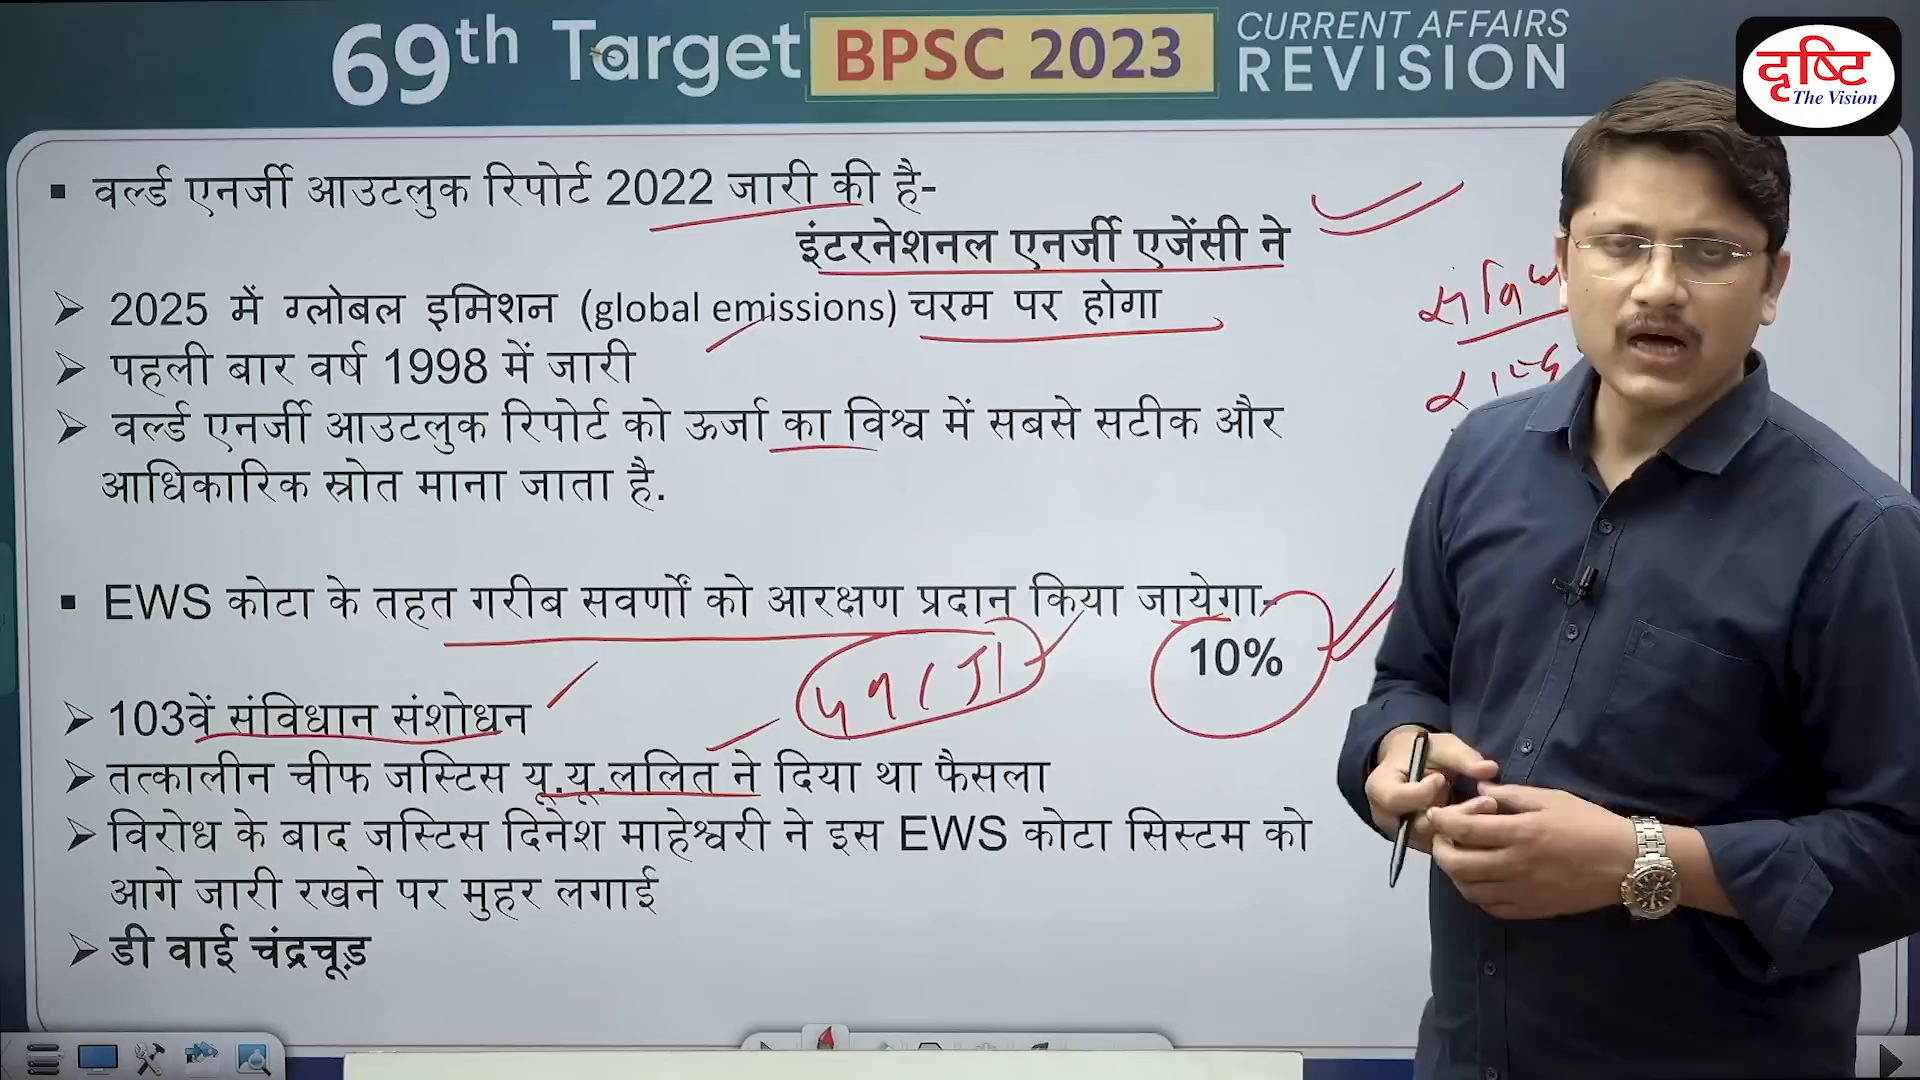 69th Target BPSC 2023 CURRENT AFFAIRS REVISION
दृष्टि
The Vision
▪ वर्ल्ड एनर्जी आउटलुक रिपोर्ट 2022 जारी की है-
इंटरनेशनल एनर्जी एजेंसी ने
➤ 2025 में ग्लोबल इमिशन (global emissions) चरम पर होगा
➤ पहली बार वर्ष 1998 में जारी
➤ वर्ल्ड एनर्जी आउटलुक रिपोर्ट को ऊर्जा का विश्व में सबसे सटीक और
आधिकारिक स्रोत माना जाता है.
▪ EWS कोटा के तहत गरीब सवर्णों को आरक्षण प्रदान किया जायेगा-
10%
➤ 103वें संविधान संशोधन
➤ तत्कालीन चीफ जस्टिस यू.यू.ललित ने दिया था फैसला
➤ विरोध के बाद जस्टिस दिनेश माहेश्वरी ने इस EWS कोटा सिस्टम को
आगे जारी रखने पर मुहर लगाई
➤ डी वाई चंद्रचूड़